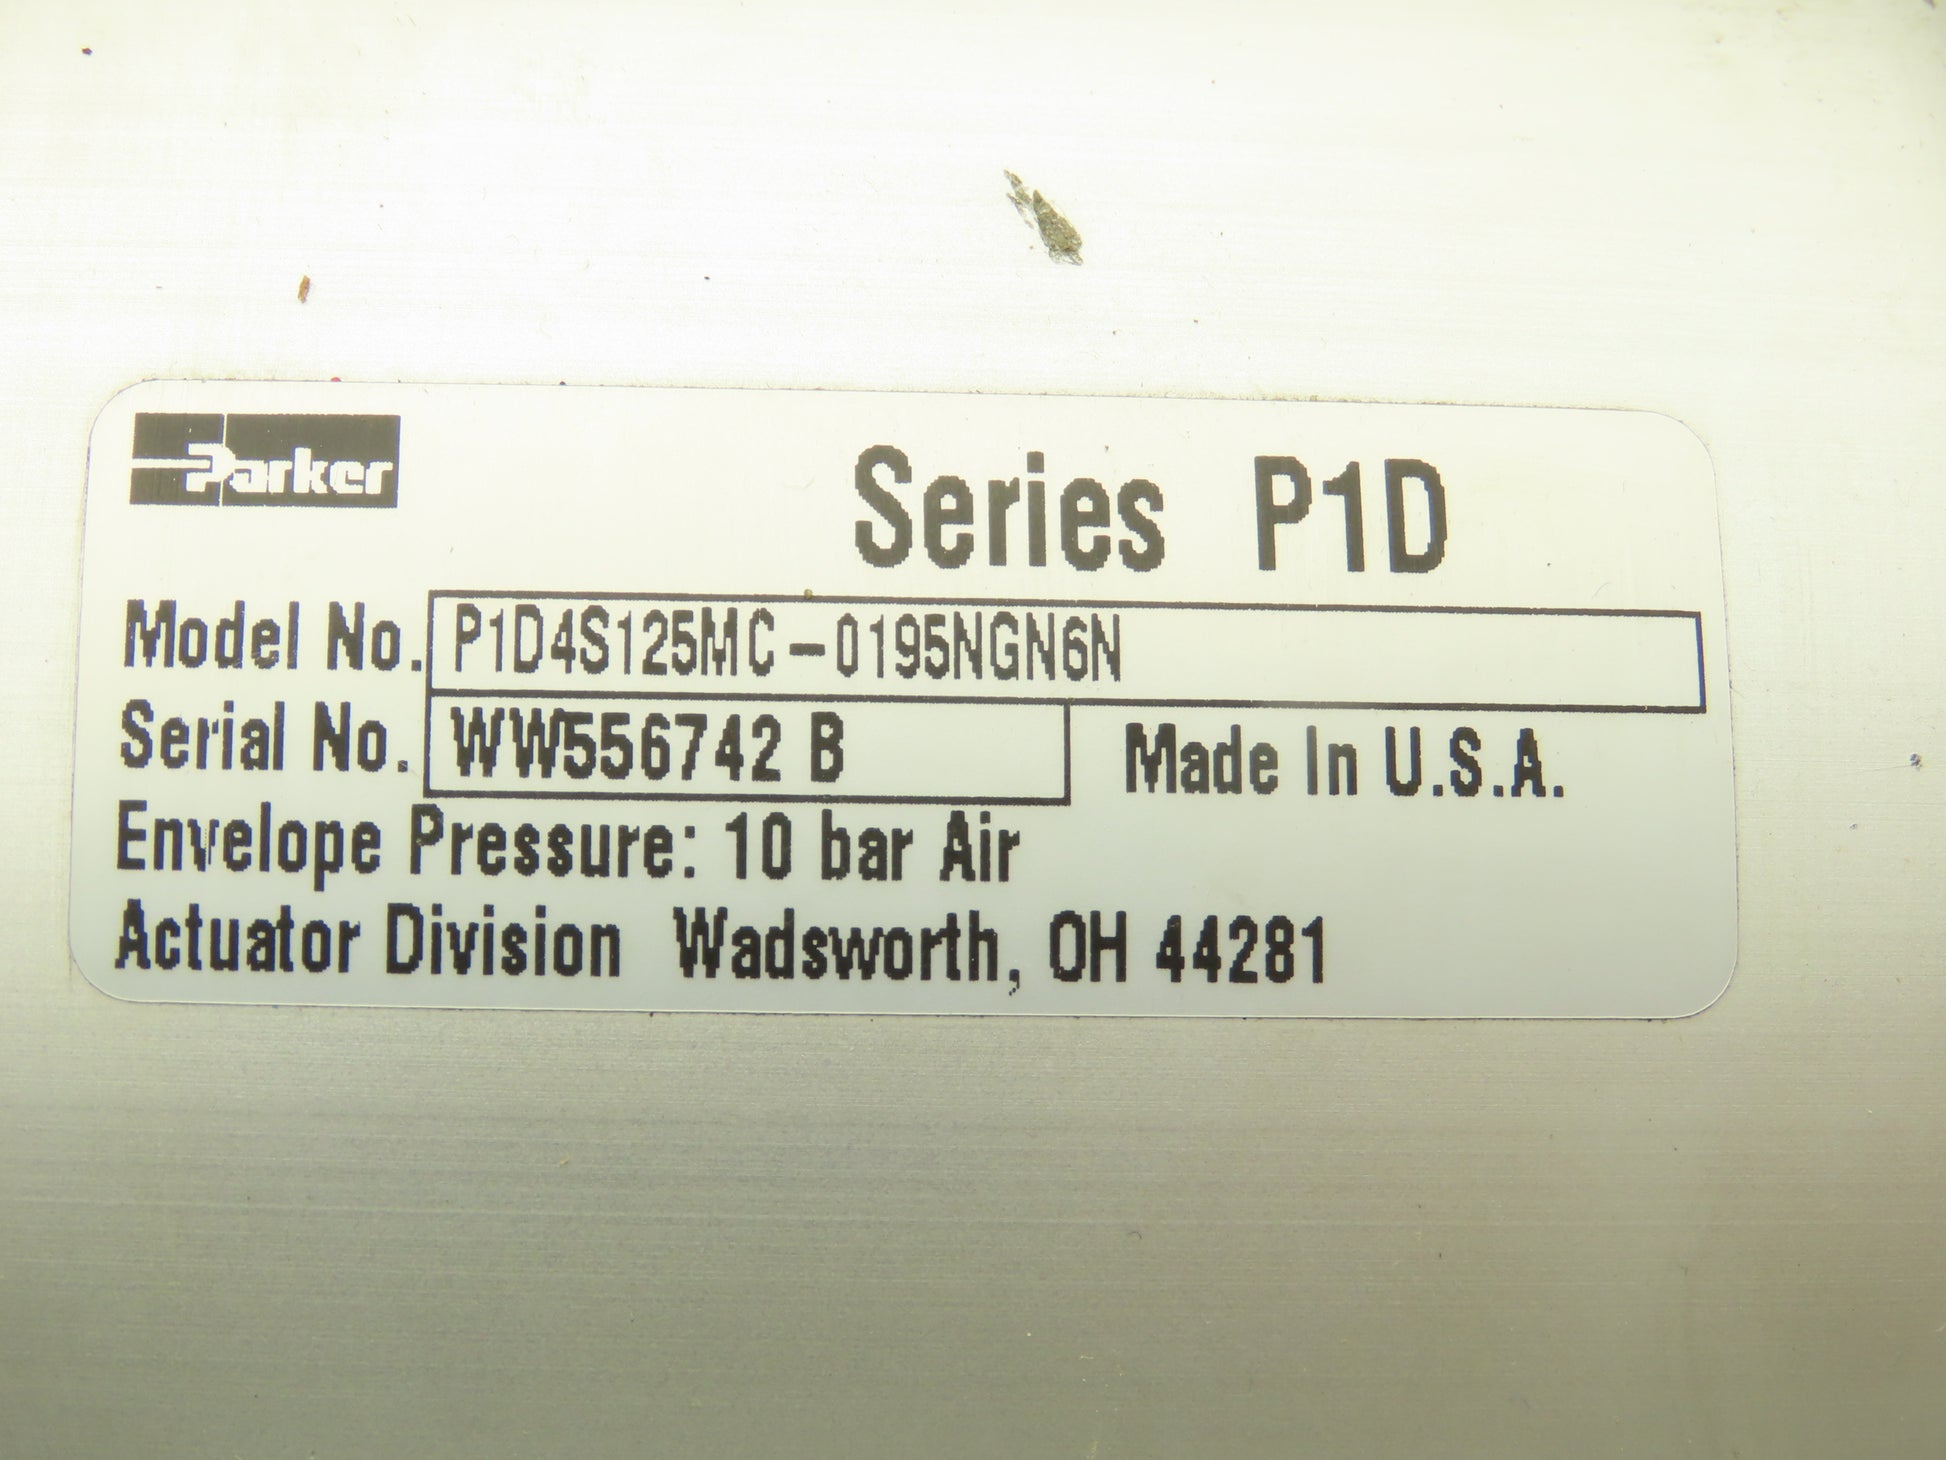 Parker
Series P1D
Model No. P1D4S125MC-0195NGN6N
Serial No. WW556742 B
Made In U.S.A.
Envelope Pressure: 10 bar Air
Actuator Division Wadsworth, OH 44281